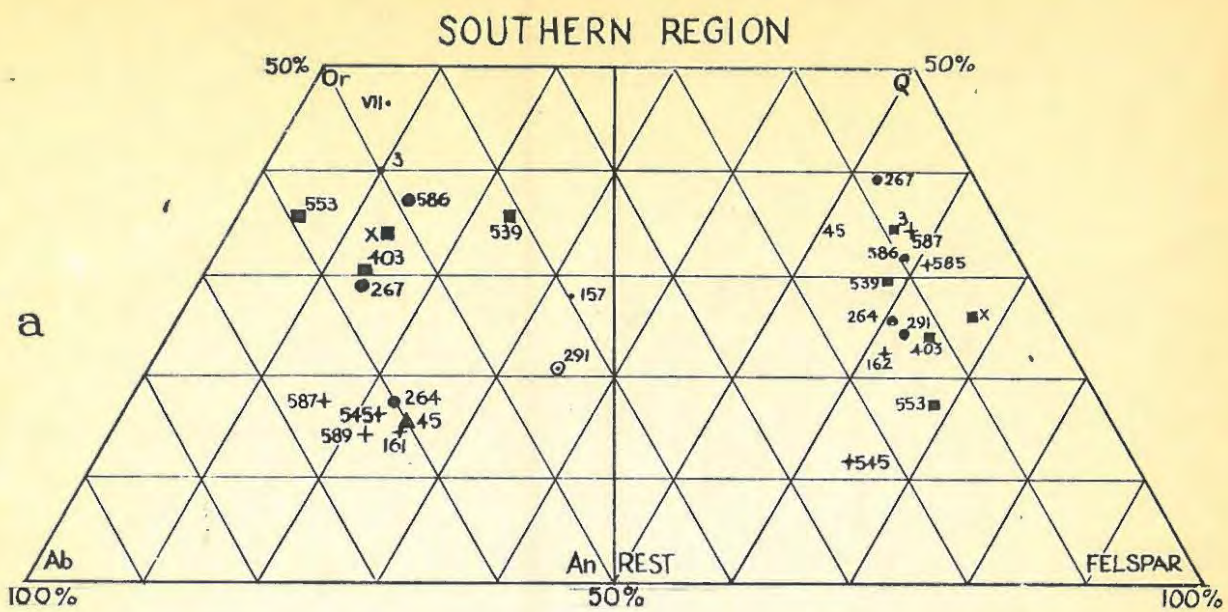 SOUTHERN REGION
50% Or Q 50%
VII
3 267
553 586 539 45 3 587
X 586 585
403 539
267 157 264 291 X
a 403
291 162
587 545 264 45 553
589 161 545
Ab An REST FELSPAR
100% 50% 100%